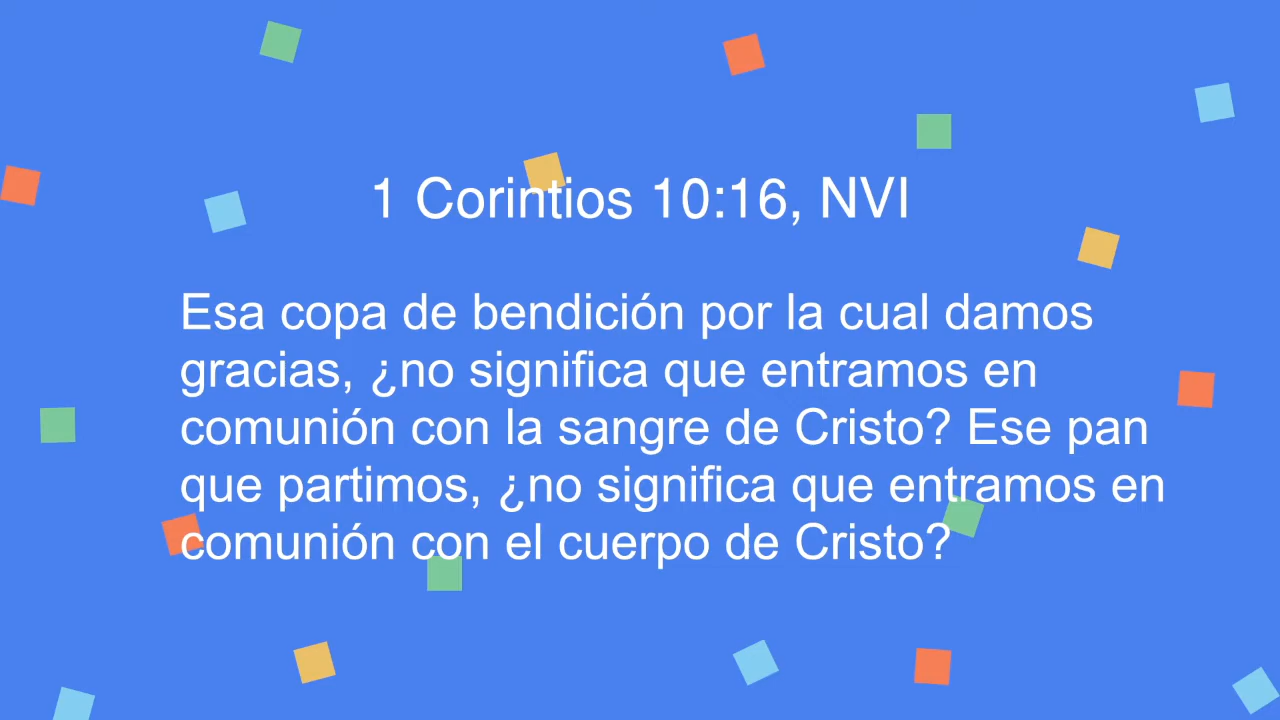 1 Corintios 10:16, NVI
Esa copa de bendición por la cual damos
gracias, ¿no significa que entramos en
comunión con la sangre de Cristo? Ese pan
que partimos, ¿no significa que entramos en
comunión con el cuerpo de Cristo?